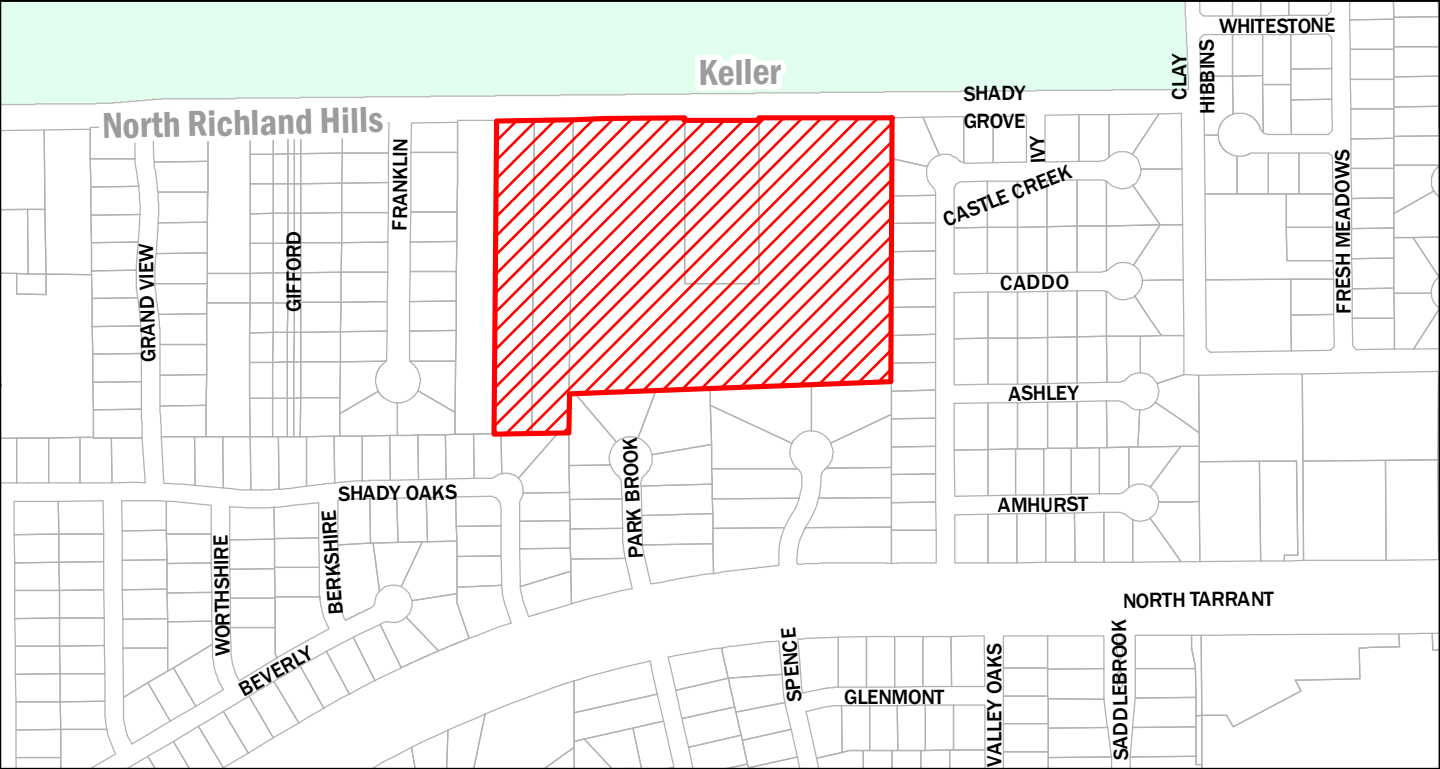 WHITESTONE
Keller
CLAY
HIBBINS
SHADY
GROVE
North Richland Hills
IVY
FRANKLIN
CASTLE CREEK
FRESH MEADOWS
GIFFORD
GRAND VIEW
CADDO
ASHLEY
PARK BROOK
SHADY OAKS
AMHURST
BERKSHIRE
WORTHSHIRE
NORTH TARRANT
BEVERLY
SPENCE
VALLEY OAKS
SADDLEBROOK
GLENMONT